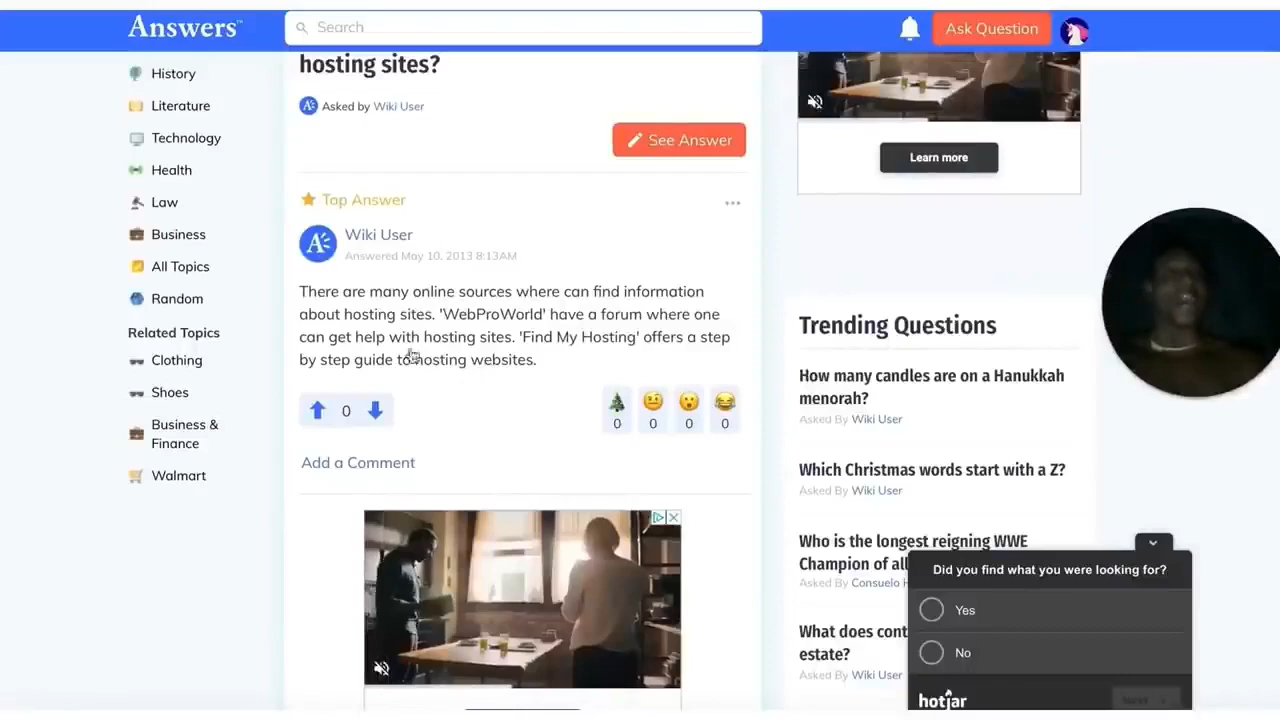 Answers™
Search
Ask Question
History
Literature
Technology
Health
Law
Business
All Topics
Random
Related Topics
Clothing
Shoes
Business &
Finance
Walmart
hosting sites?
Asked by Wiki User
See Answer
Top Answer
Wiki User
Answered May 10, 2013 8:13AM
There are many online sources where can find information
about hosting sites. 'WebProWorld' have a forum where one
can get help with hosting sites. 'Find My Hosting' offers a step
by step guide to hosting websites.
0
0
0
0
0
Add a Comment
Learn more
Trending Questions
How many candles are on a Hanukkah
menorah?
Asked By Wiki User
Which Christmas words start with a Z?
Asked By Wiki User
Who is the longest reigning WWE
Champion of all
Asked By Consuelo H
What does cont
estate?
Asked By Wiki User
Did you find what you were looking for?
Yes
No
hotjar